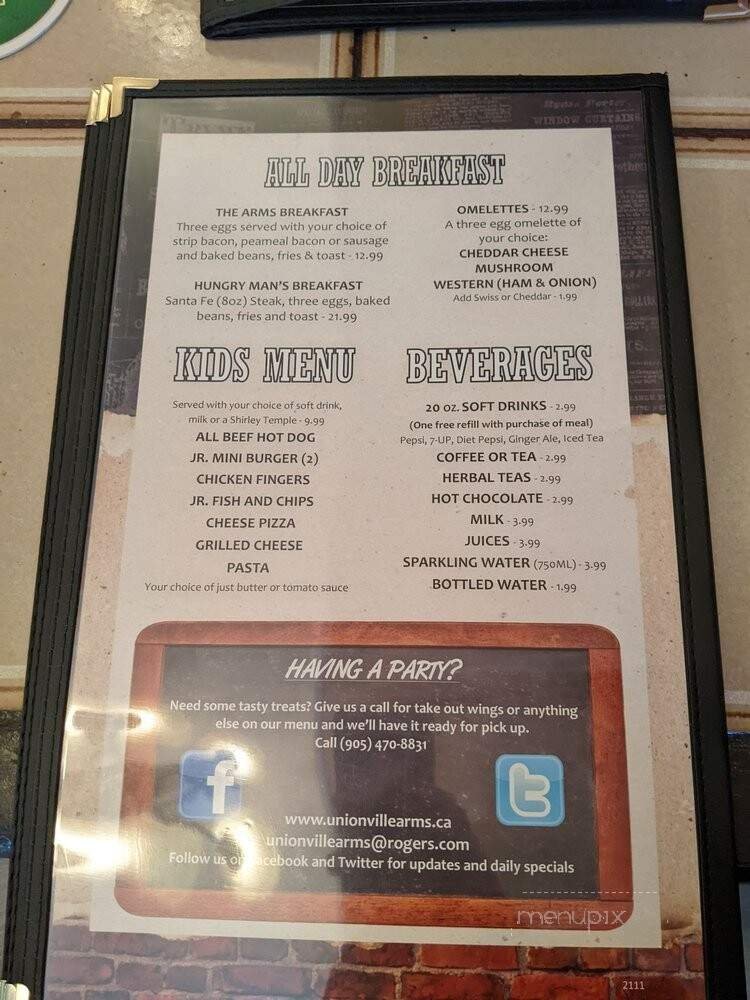 ALL DAY BREAKFAST
THE ARMS BREAKFAST
Three eggs served with your choice of
strip bacon, peameal bacon or sausage
and baked beans, fries & toast - 12.99
HUNGRY MAN'S BREAKFAST
Santa Fe (8oz) Steak, three eggs, baked
beans, fries and toast - 21.99
OMELETTES - 12.99
A three egg omelette of
your choice:
CHEDDAR CHEESE
MUSHROOM
WESTERN (HAM & ONION)
Add Swiss or Cheddar - 1.99
KIDS MENU
Served with your choice of soft drink,
milk or a Shirley Temple - 9.99
ALL BEEF HOT DOG
JR. MINI BURGER (2)
CHICKEN FINGERS
JR. FISH AND CHIPS
CHEESE PIZZA
GRILLED CHEESE
PASTA
Your choice of just butter or tomato sauce
BEVERAGES
20 OZ. SOFT DRINKS - 2.99
(One free refill with purchase of meal)
Pepsi, 7-UP, Diet Pepsi, Ginger Ale, Iced Tea
COFFEE OR TEA - 2.99
HERBAL TEAS - 2.99
HOT CHOCOLATE - 2.99
MILK - 3.99
JUICES - 3.99
SPARKLING WATER (750ML) - 3.99
BOTTLED WATER - 1.99
HAVING A PARTY?
Need some tasty treats? Give us a call for take out wings or anything
else on our menu and we'll have it ready for pick up.
Call (905) 470-8831
www.unionvillearms.ca
unionvillearms@rogers.com
Follow us on Facebook and Twitter for updates and daily specials
menupix
2111
WINDOW CURTAINS